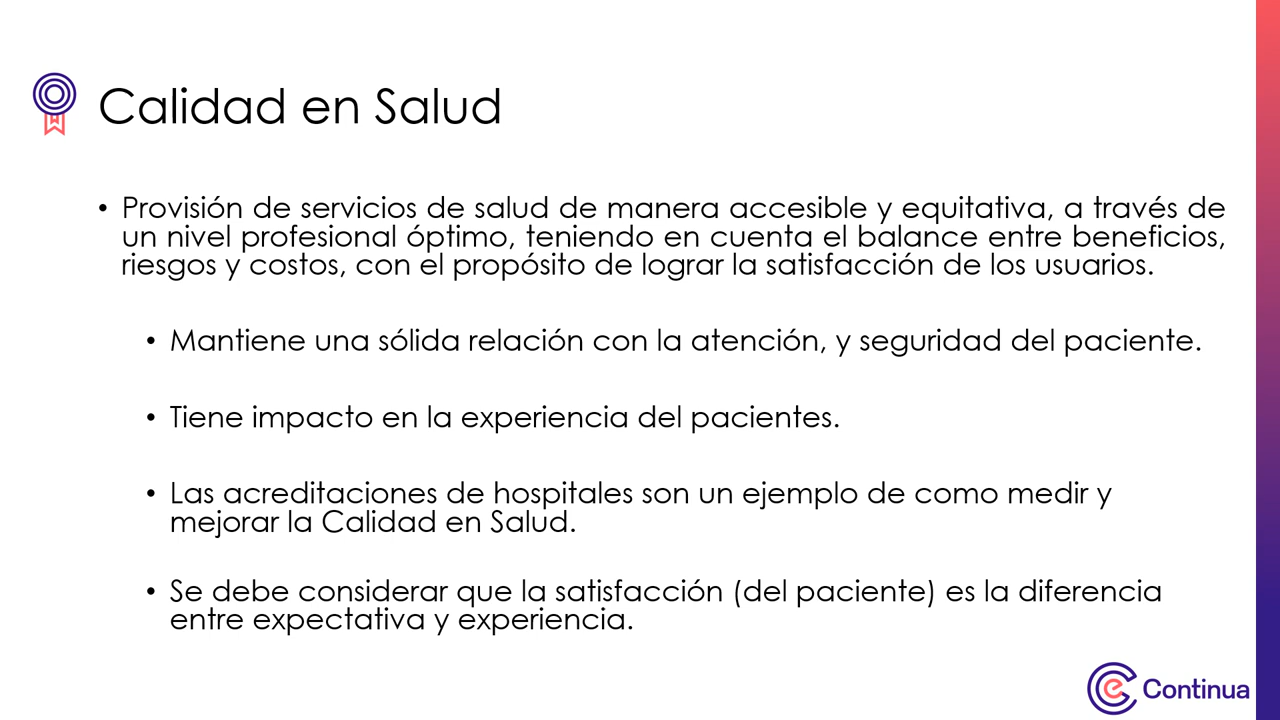 Calidad en Salud
• Provisión de servicios de salud de manera accesible y equitativa, a través de
un nivel profesional óptimo, teniendo en cuenta el balance entre beneficios,
riesgos y costos, con el propósito de lograr la satisfacción de los usuarios.
• Mantiene una sólida relación con la atención, y seguridad del paciente.
• Tiene impacto en la experiencia del pacientes.
• Las acreditaciones de hospitales son un ejemplo de como medir y
mejorar la Calidad en Salud.
• Se debe considerar que la satisfacción (del paciente) es la diferencia
entre expectativa y experiencia.
e Continua